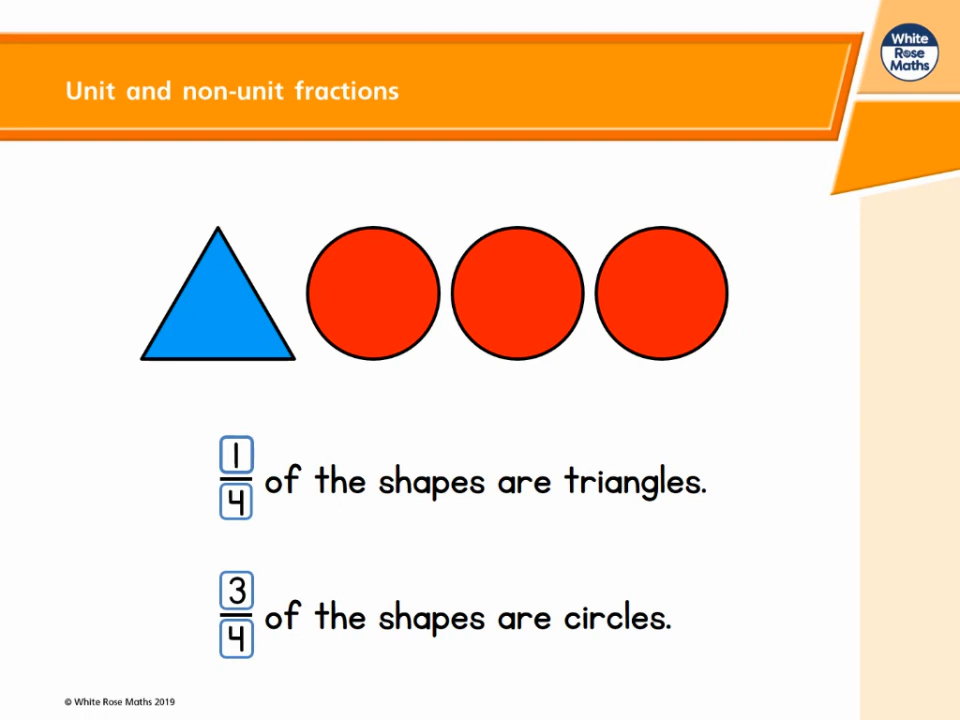 White
Rose
Maths
Unit and non-unit fractions
1
4
of the shapes are triangles.
3
4
of the shapes are circles.
© White Rose Maths 2019